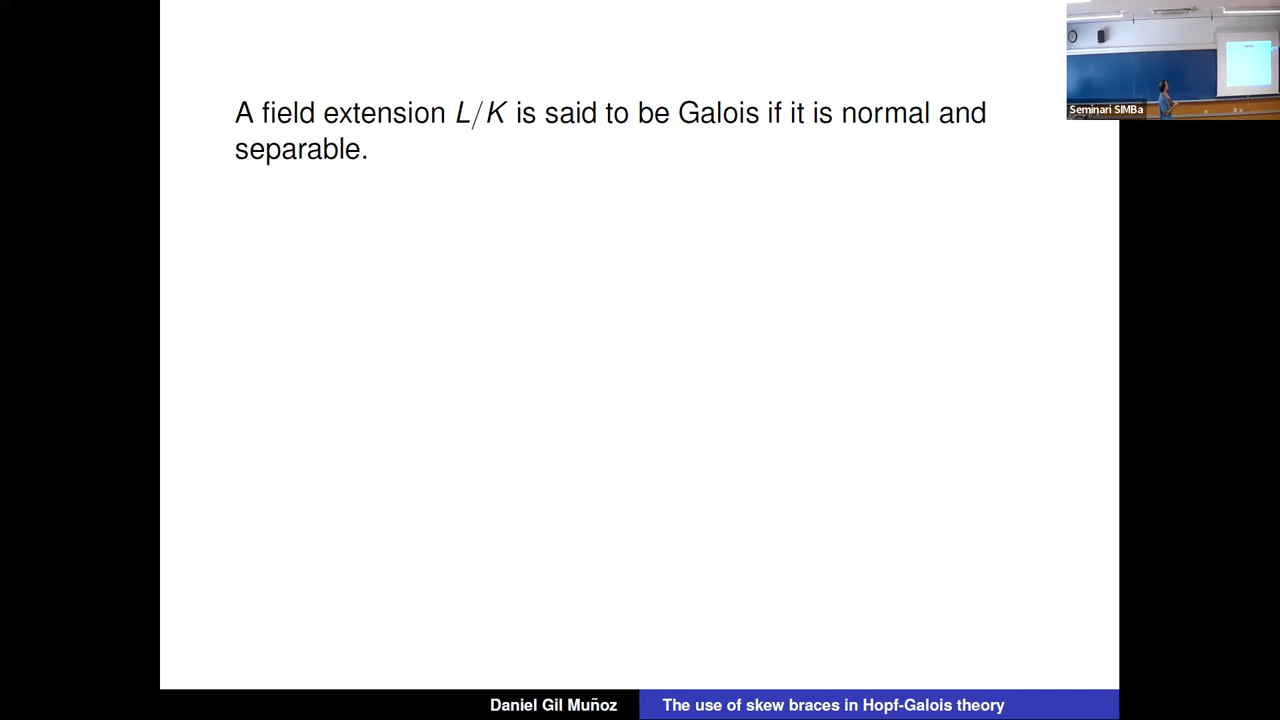 A field extension L/K is said to be Galois if it is normal and
separable.
Seminari SIMBa
Daniel Gil Muñoz
The use of skew braces in Hopf-Galois theory